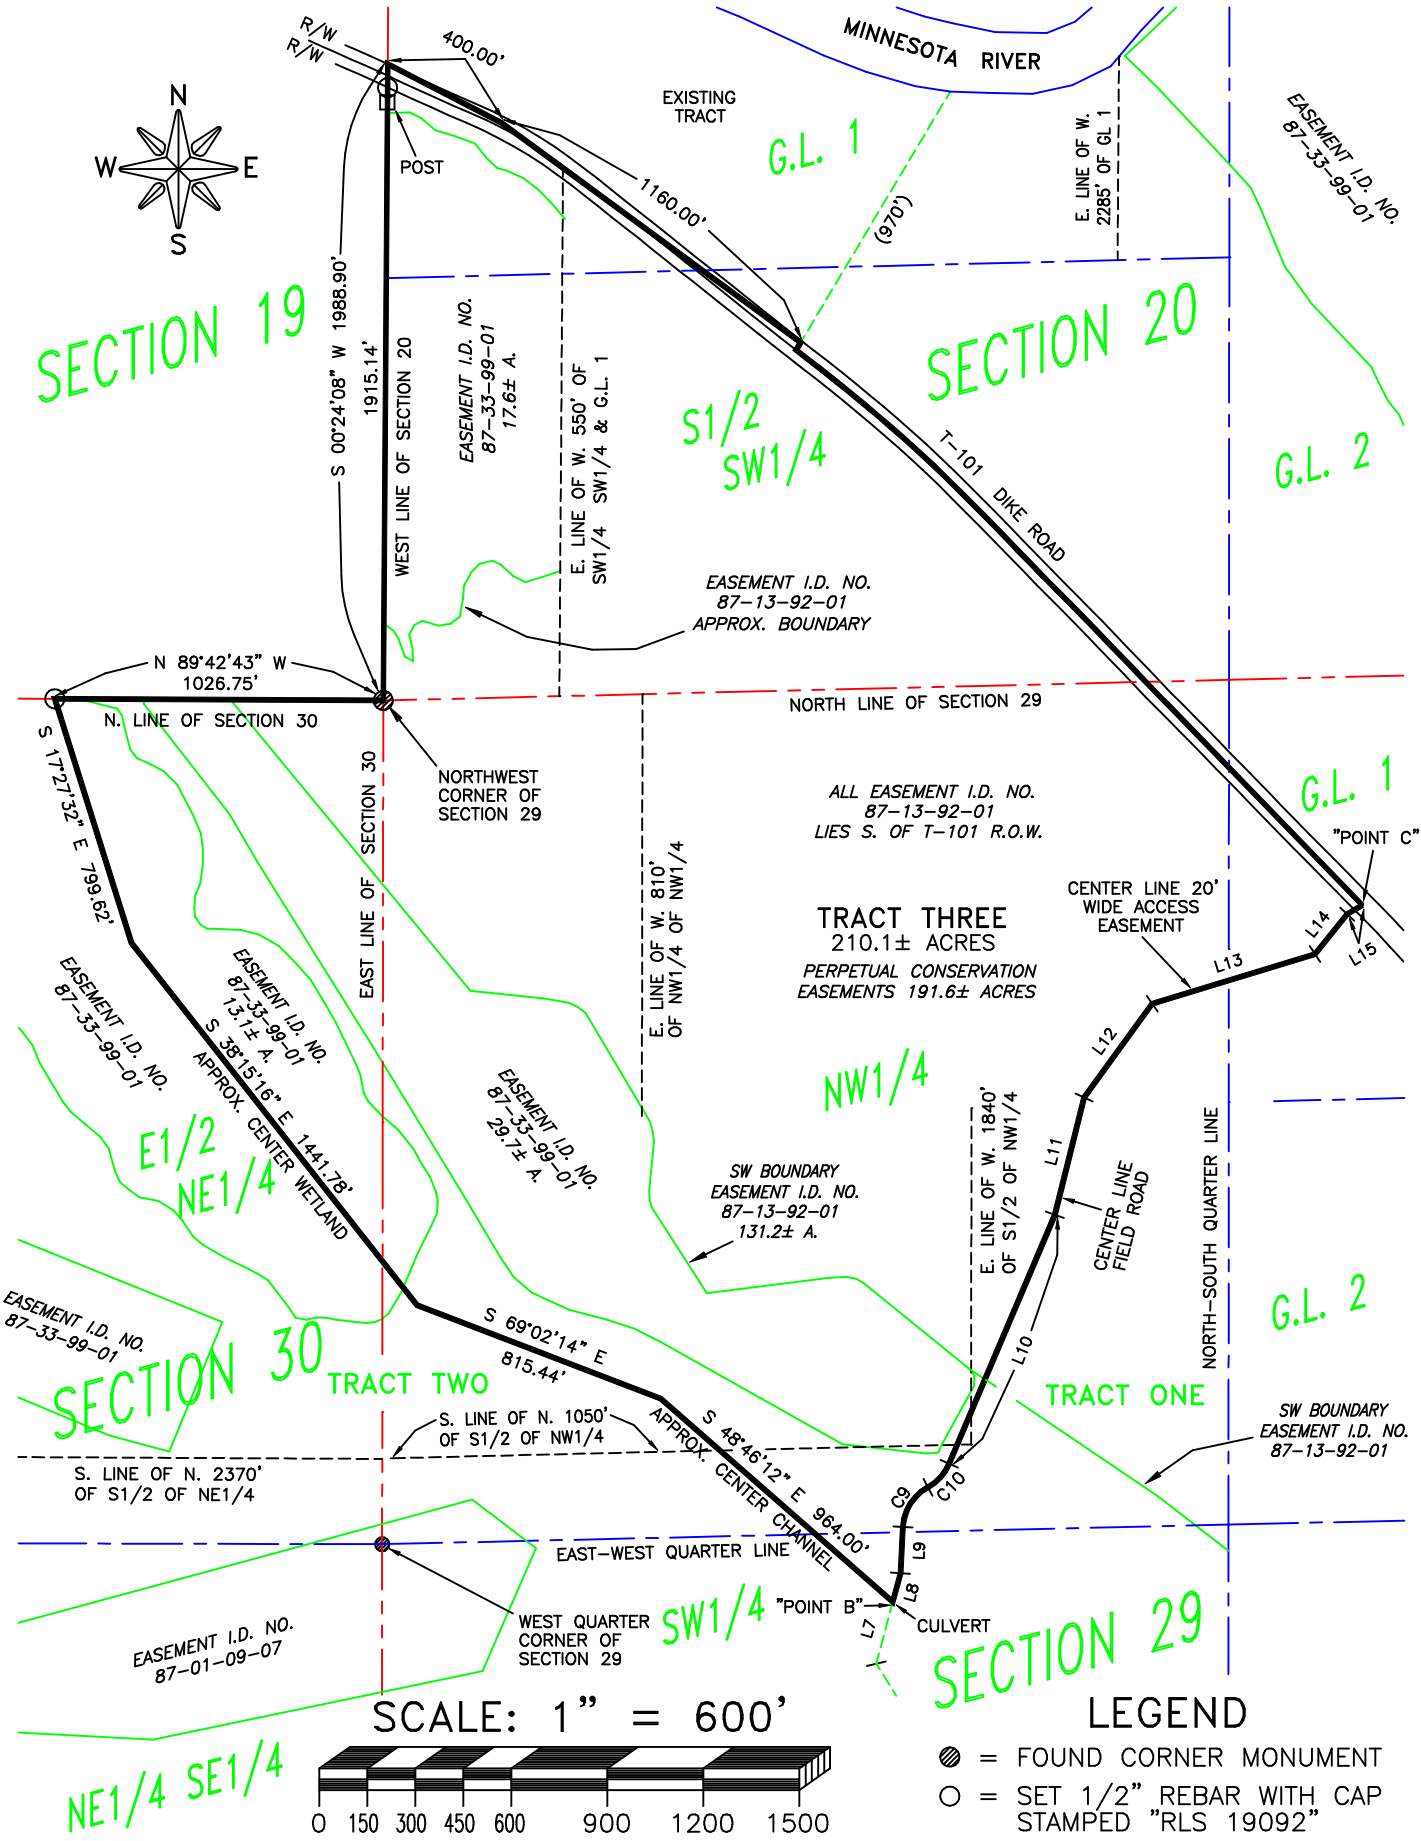 R/W
R/W
400.00'
MINNESOTA RIVER
N
W
E
S
POST
EXISTING
TRACT
G.L. 1
1160.00'
(970')
E. LINE OF W.
2285' OF GL 1
EASEMENT I.D. NO.
87-33-99-01
SECTION 19
S 00°24'08" W 1988.90'
1915.14'
WEST LINE OF SECTION 20
EASEMENT I.D. NO.
87-33-99-01
17.6± A.
E. LINE OF W. 550' OF
SW1/4 SW1/4 & G.L. 1
S1/2
SW1/4
SECTION 20
T-101 DIKE ROAD
G.L. 2
EASEMENT I.D. NO.
87-13-92-01
APPROX. BOUNDARY
N 89°42'43" W
1026.75'
N. LINE OF SECTION 30
NORTH LINE OF SECTION 29
S 17°27'32" E 799.62'
EAST LINE OF SECTION 30
NORTHWEST
CORNER OF
SECTION 29
ALL EASEMENT I.D. NO.
87-13-92-01
LIES S. OF T-101 R.O.W.
G.L. 1
"POINT C"
E. LINE OF W. 810'
OF NW1/4 OF NW1/4
TRACT THREE
210.1± ACRES
PERPETUAL CONSERVATION
EASEMENTS 191.6± ACRES
CENTER LINE 20'
WIDE ACCESS
EASEMENT
L14
L15
L13
L12
EASEMENT I.D. NO.
87-33-99-01
EASEMENT I.D. NO.
87-33-99-01
13.1± A.
S 38°15'16" E 1441.78'
APPROX. CENTER WETLAND
E1/2
NE1/4
EASEMENT I.D. NO.
87-33-99-01
29.7± A.
NW1/4
SW BOUNDARY
EASEMENT I.D. NO.
87-13-92-01
131.2± A.
E. LINE OF W. 1840'
OF S1/2 OF NW1/4
L11
CENTER LINE
FIELD ROAD
NORTH-SOUTH QUARTER LINE
L10
G.L. 2
EASEMENT I.D. NO.
87-33-99-01
SECTION 30
TRACT TWO
S 69°02'14" E
815.44'
TRACT ONE
SW BOUNDARY
EASEMENT I.D. NO.
87-13-92-01
S. LINE OF N. 1050'
OF S1/2 OF NW1/4
S. LINE OF N. 2370'
OF S1/2 OF NE1/4
S 48°46'12" E 964.00'
APPROX. CENTER CHANNEL
C10
C9
L9
L8
L7
EAST-WEST QUARTER LINE
"POINT B"
CULVERT
SW1/4
WEST QUARTER
CORNER OF
SECTION 29
SECTION 29
EASEMENT I.D. NO.
87-01-09-07
NE1/4 SE1/4
SCALE: 1" = 600'
0 150 300 450 600 900 1200 1500
LEGEND
= FOUND CORNER MONUMENT
= SET 1/2" REBAR WITH CAP
STAMPED "RLS 19092"